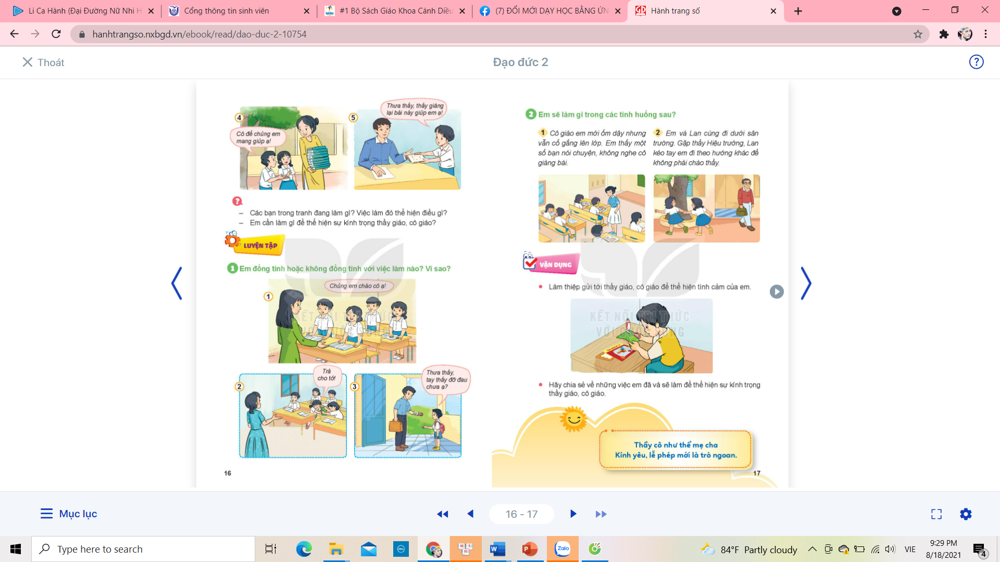 Li Ca Hành (Đại Đường Nữ Nhi H
Cổng thông tin sinh viên
#1 Bộ Sách Giáo Khoa Cánh Diều
(7) ĐỔI MỚI DẠY HỌC BẰNG ỨN
Hành trang số
hanhtrangso.nxbgd.vn/ebook/read/dao-duc-2-10754
Thoát
Đạo đức 2
?
4
Cô để chúng em
mang giúp ạ!
5
Thưa thầy, thầy giảng
lại bài này giúp em ạ!
?
– Các bạn trong tranh đang làm gì? Việc làm đó thể hiện điều gì?
– Em cần làm gì để thể hiện sự kính trọng thầy giáo, cô giáo?
LUYỆN TẬP
1 Em đồng tình hoặc không đồng tình với việc làm nào? Vì sao?
1
Chúng em chào cô ạ!
2
Trả
cho tớ!
3
Thưa thầy,
tay thầy đỡ đau
chưa ạ?
16
2 Em sẽ làm gì trong các tình huống sau?
1 Cô giáo em mới ốm dậy nhưng
vẫn cố gắng lên lớp. Em thấy một
số bạn nói chuyện, không nghe cô
giảng bài.
2 Em và Lan cùng đi dưới sân
trường. Gặp thầy Hiệu trưởng, Lan
kéo tay em đi theo hướng khác để
không phải chào thầy.
VẬN DỤNG
• Làm thiệp gửi tới thầy giáo, cô giáo để thể hiện tình cảm của em.
KẾT NỐI TRI THỨC
VỚI CUỘC SỐNG
• Hãy chia sẻ về những việc em đã và sẽ làm để thể hiện sự kính trọng
thầy giáo, cô giáo.
Thầy cô như thể mẹ cha
Kính yêu, lễ phép mới là trò ngoan.
17
Mục lục
16 - 17
Type here to search
DELL
Zalo
84°F Partly cloudy
VIE
9:29 PM
8/18/2021
4